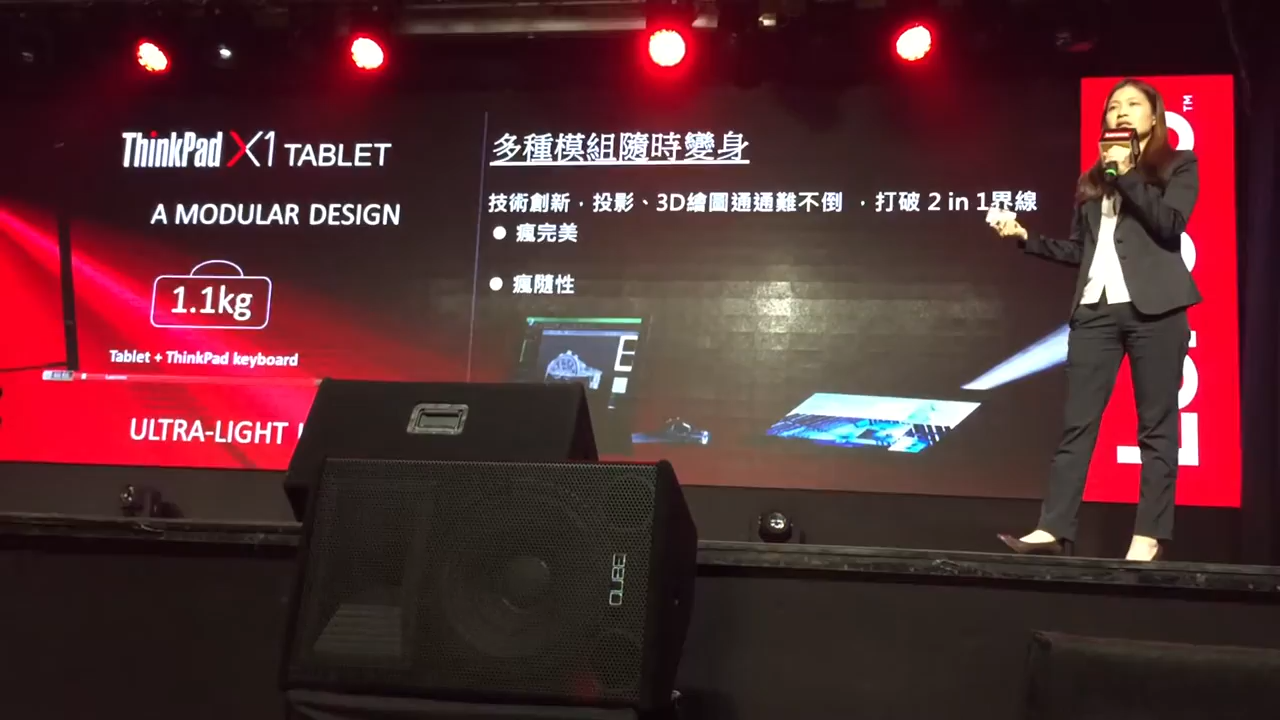 ThinkPad X1 TABLET
A MODULAR DESIGN
1.1kg
Tablet + ThinkPad keyboard
ULTRA-LIGHT
多種模組隨時變身
技術創新，投影、3D繪圖通通難不倒 ，打破 2 in 1界線
● 瘋完美
● 瘋隨性
E
QUBE
TM